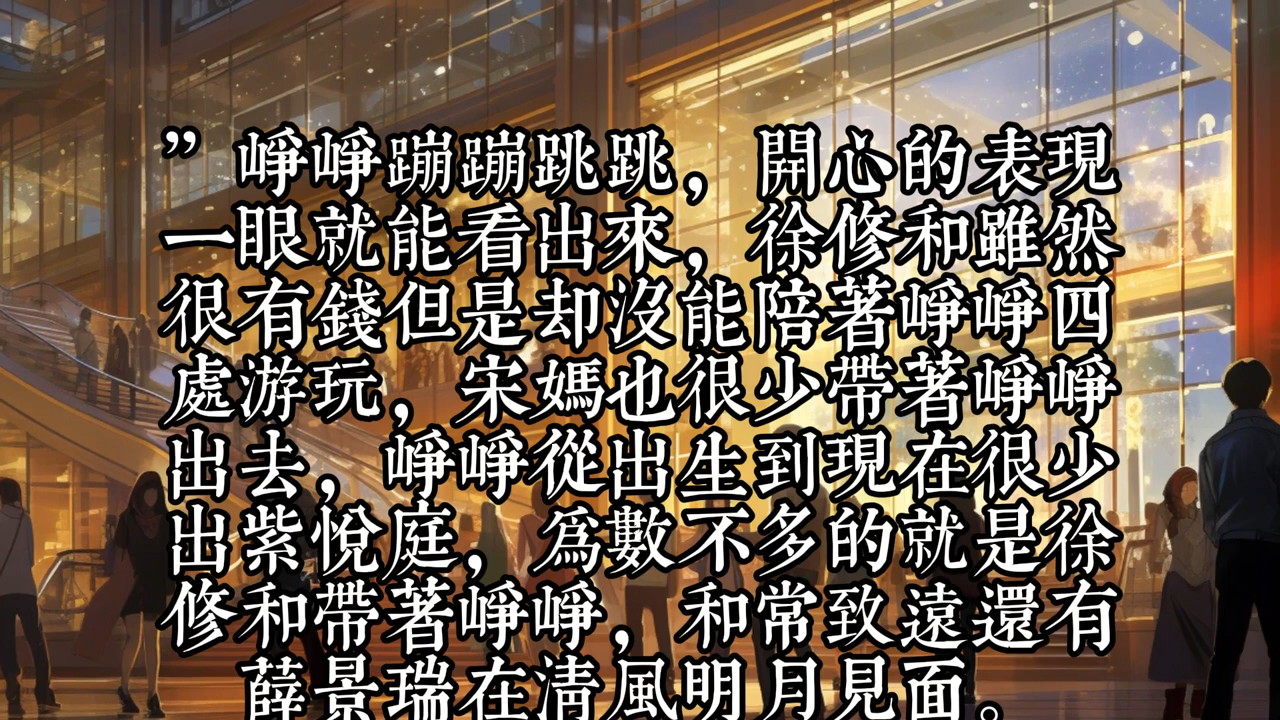 ”崢崢蹦蹦跳跳，開心的表現
一眼就能看出來，徐修和雖然
很有錢但是却沒能陪著崢崢四
處游玩，宋媽也很少帶著崢崢
出去，崢崢從出生到現在很少
出紫悅庭，爲數不多的就是徐
修和帶著崢崢，和常致遠還有
薛景瑞在清風明月見面。